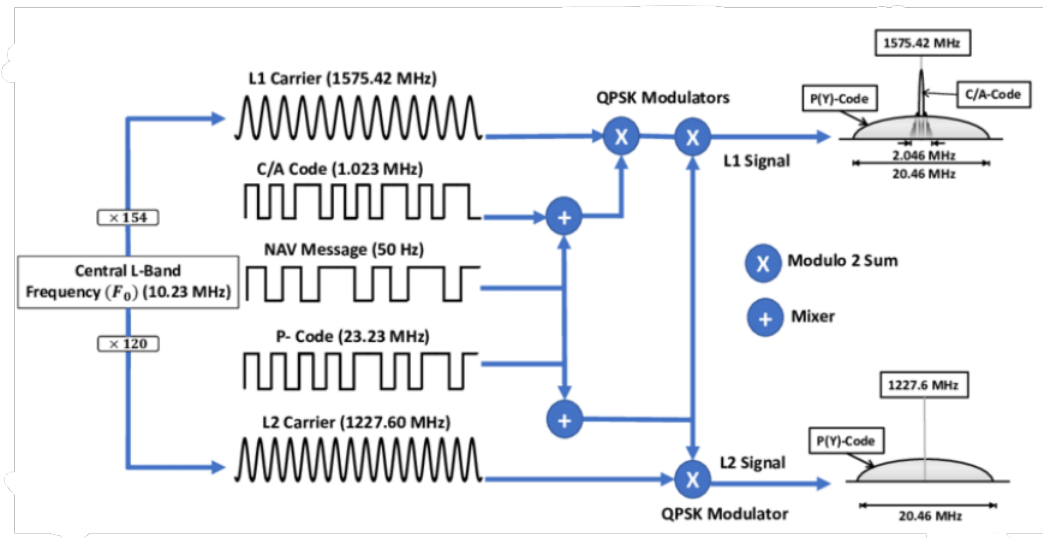 L1 Carrier (1575.42 MHz)
C/A Code (1.023 MHz)
NAV Message (50 Hz)
P- Code (23.23 MHz)
L2 Carrier (1227.60 MHz)
× 154
Central L-Band
Frequency (F₀) (10.23 MHz)
× 120
QPSK Modulators
X
X
L1 Signal
+
+
X
L2 Signal
QPSK Modulator
X Modulo 2 Sum
+ Mixer
1575.42 MHz
P(Y)-Code
C/A-Code
2.046 MHz
20.46 MHz
1227.6 MHz
P(Y)-Code
20.46 MHz